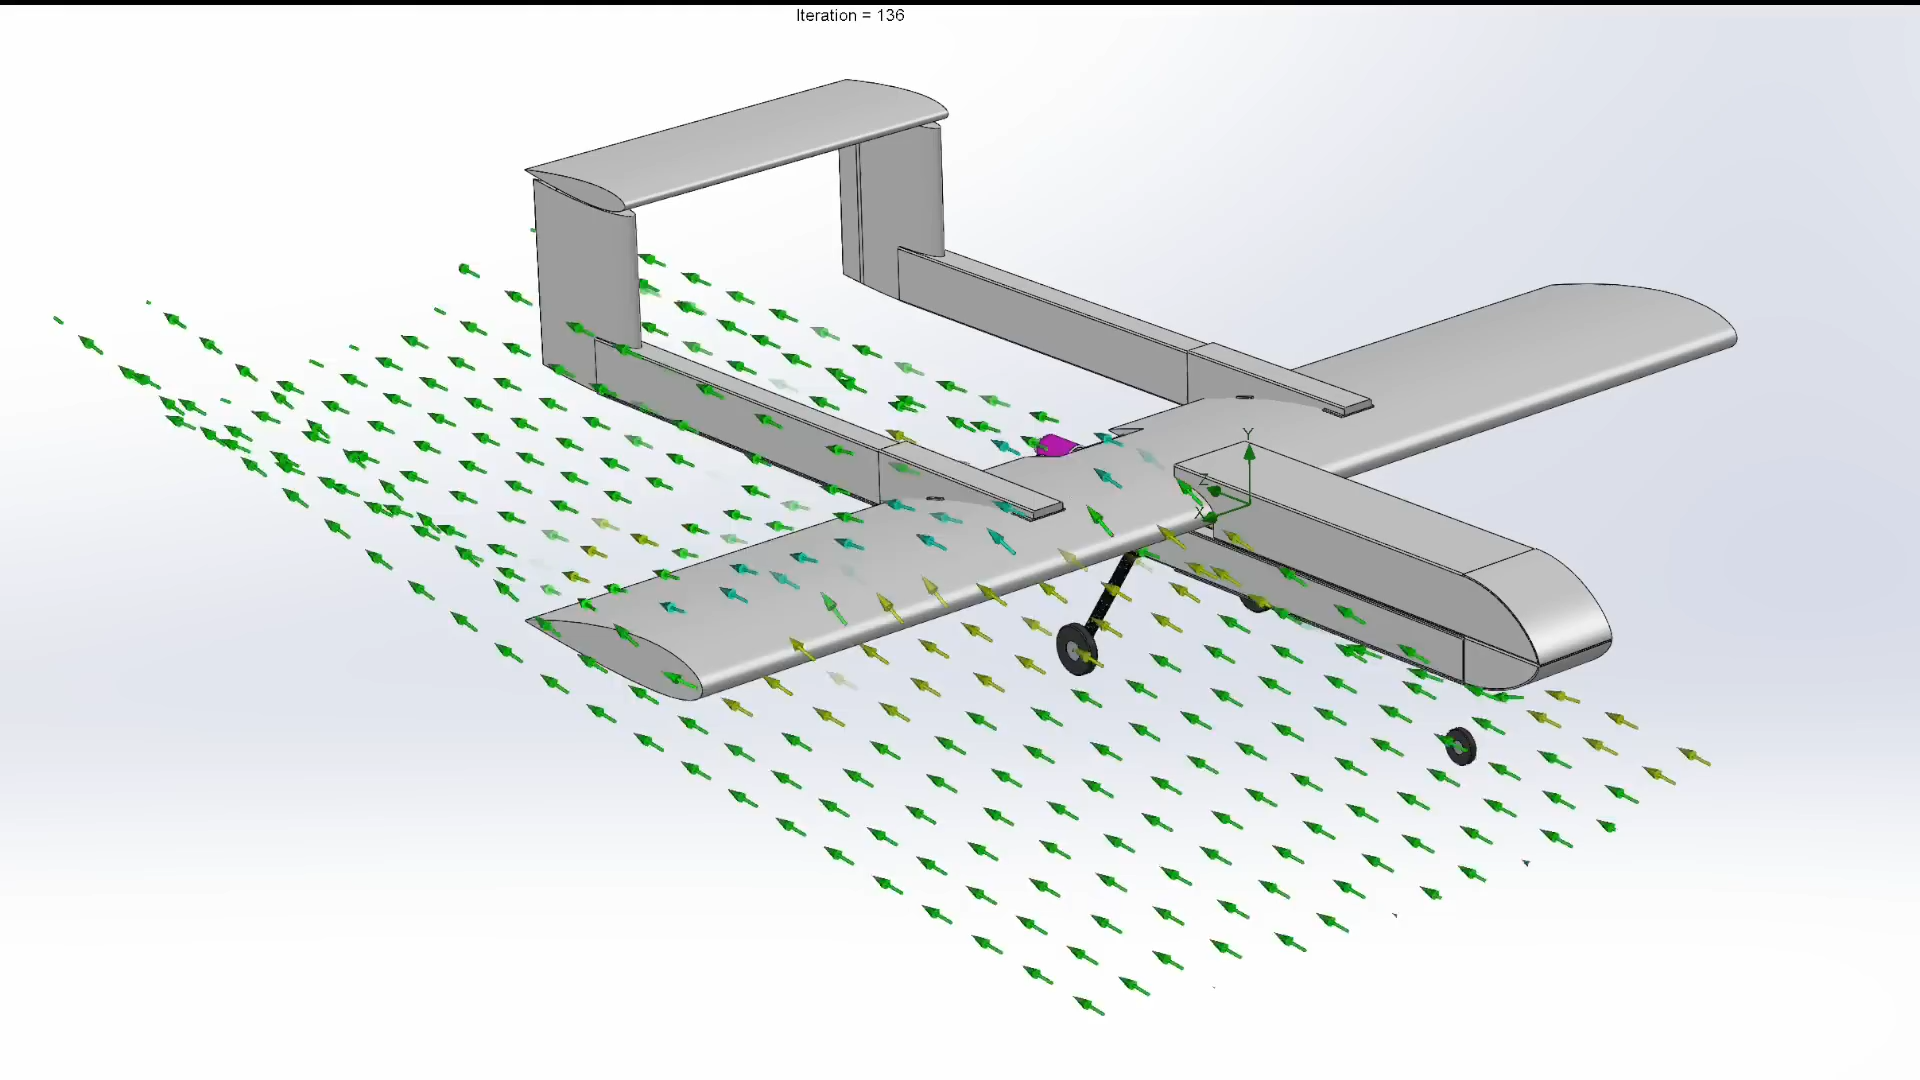 Iteration = 136
Y
Z
X